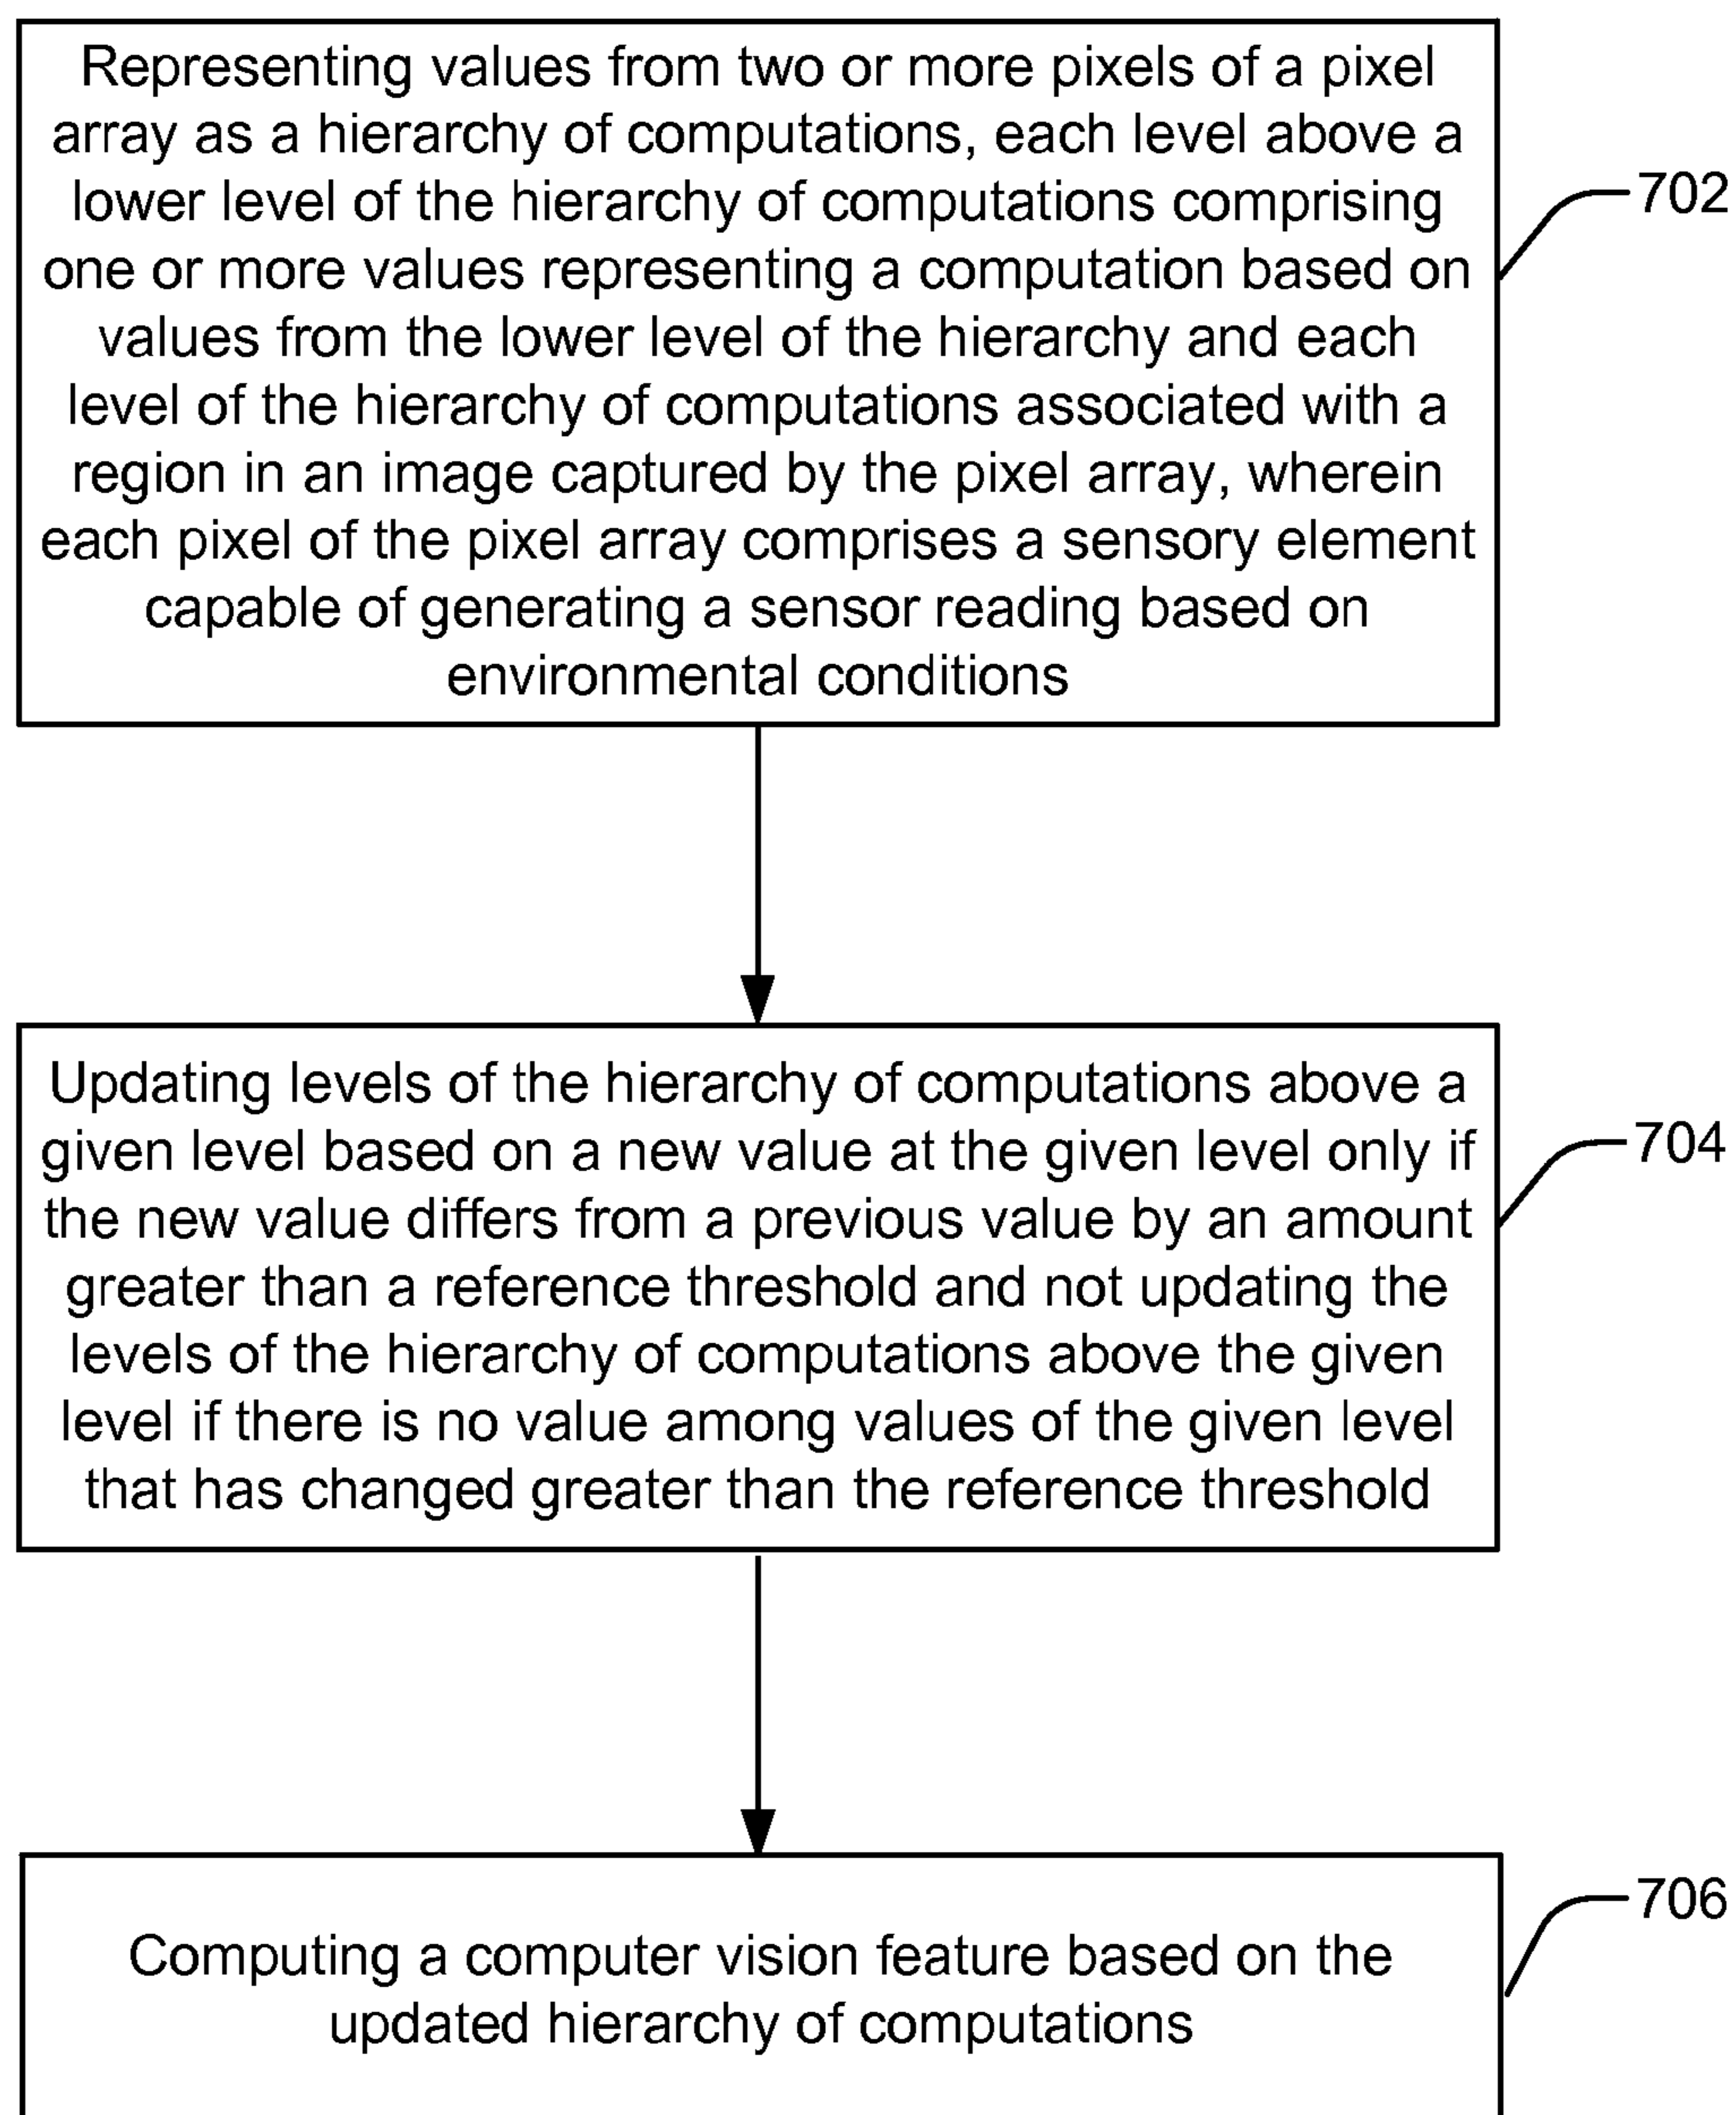 Representing values from two or more pixels of a pixel
array as a hierarchy of computations, each level above a
lower level of the hierarchy of computations comprising
one or more values representing a computation based on
values from the lower level of the hierarchy and each
level of the hierarchy of computations associated with a
region in an image captured by the pixel array, wherein
each pixel of the pixel array comprises a sensory element
capable of generating a sensor reading based on
environmental conditions
702
Updating levels of the hierarchy of computations above a
given level based on a new value at the given level only if
the new value differs from a previous value by an amount
greater than a reference threshold and not updating the
levels of the hierarchy of computations above the given
level if there is no value among values of the given level
that has changed greater than the reference threshold
704
Computing a computer vision feature based on the
updated hierarchy of computations
706